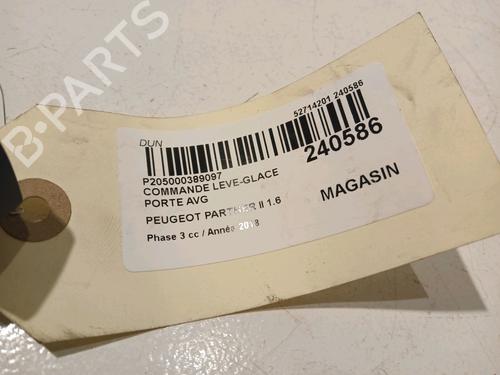 B-PARTS
52714201 240586
DUN
240586
P205000389097
COMMANDE LEVE-GLACE
PORTE AVG
MAGASIN
PEUGEOT PARTNER II 1.6
Phase 3 cc / Année 2018